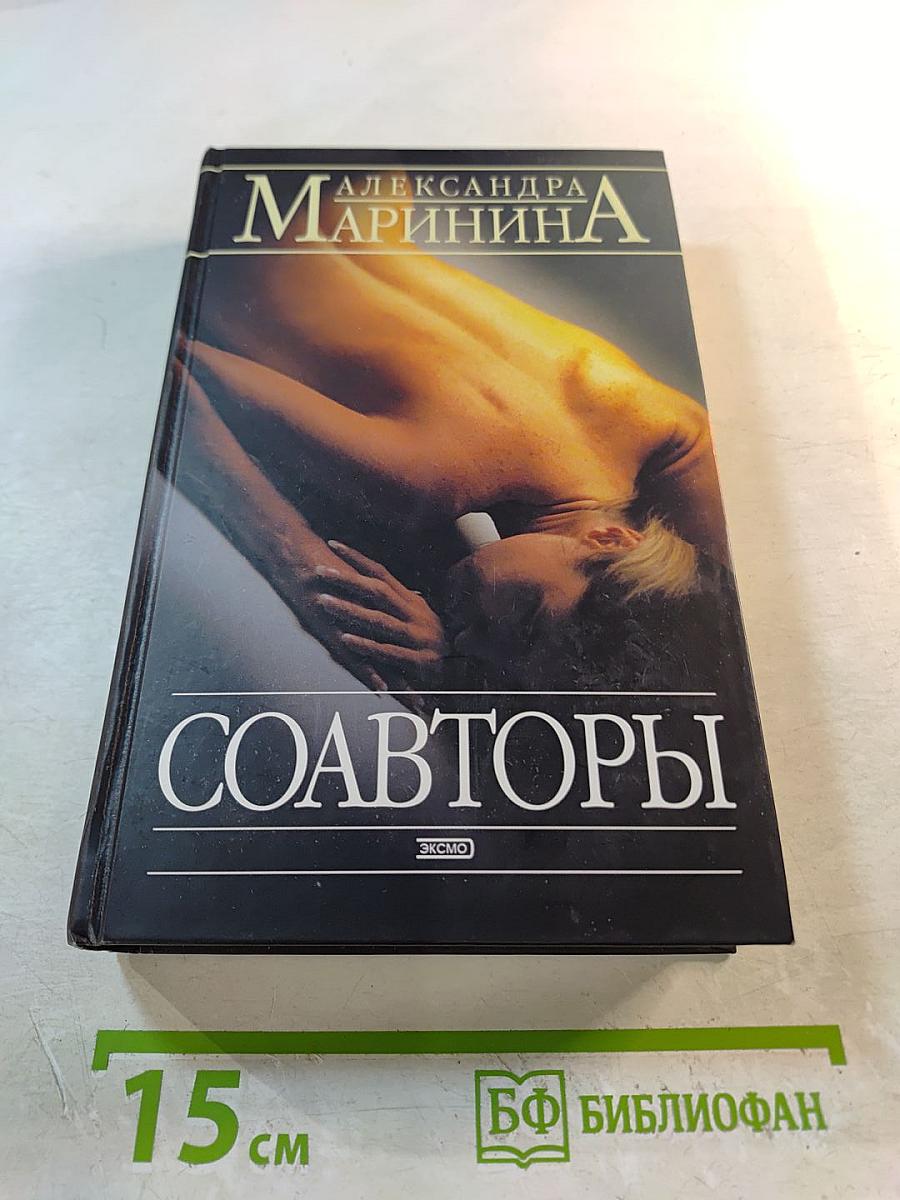 АЛЕКСАНДРА
МАРИНИНА
СОАВТОРЫ
ЭКСМО
15 см
БФ БИБЛИОФАН